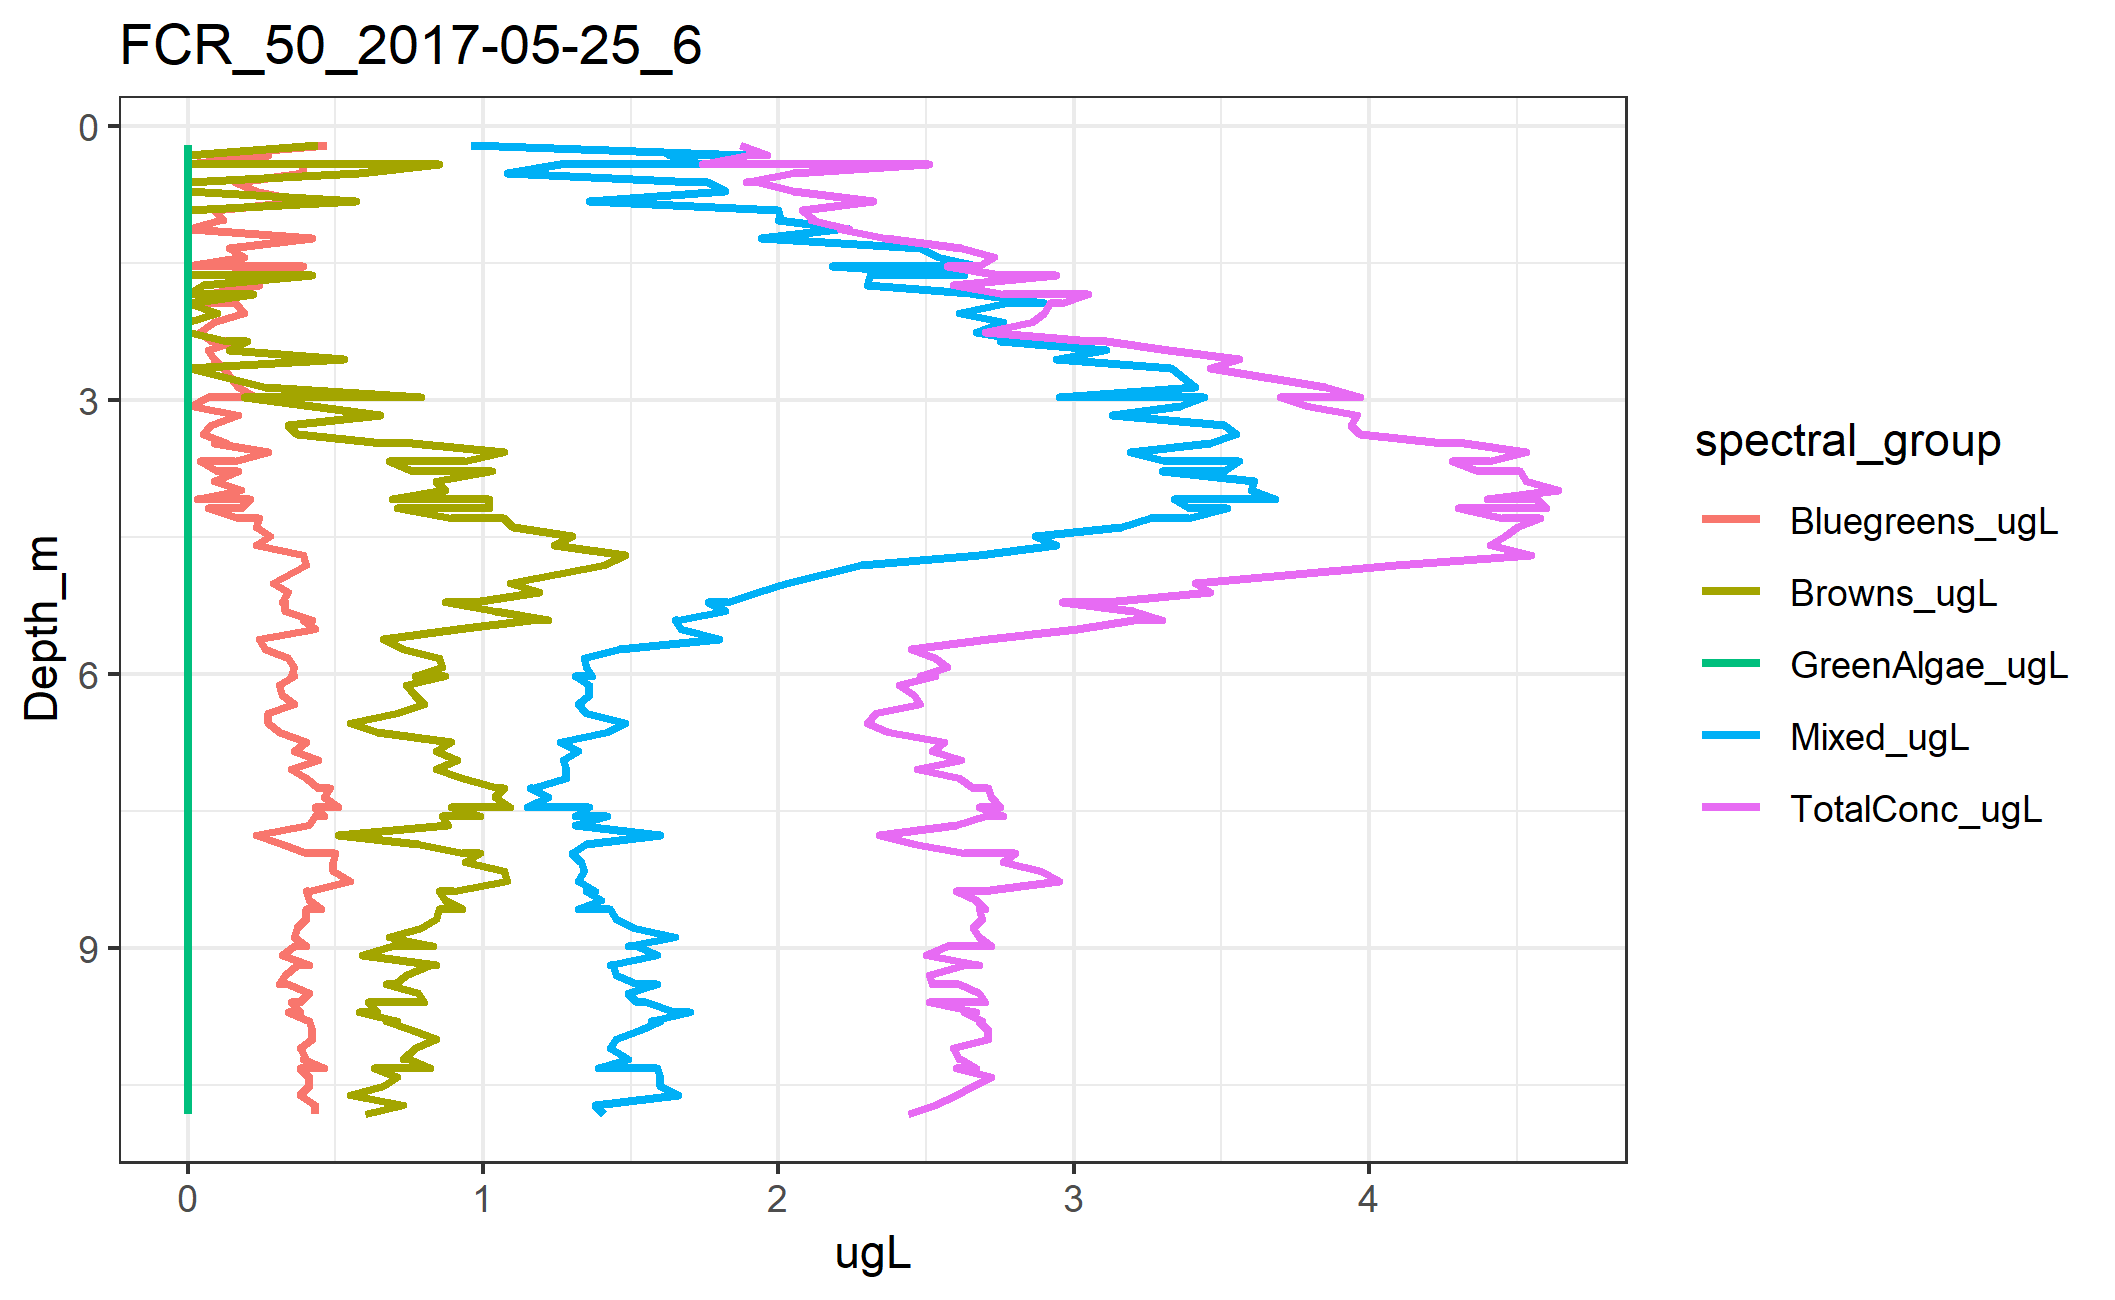 FCR_50_2017-05-25_6
0
3
6
9
Depth_m
0
1
2
3
4
ugL
spectral_group
Bluegreens_ugL
Browns_ugL
GreenAlgae_ugL
Mixed_ugL
TotalConc_ugL